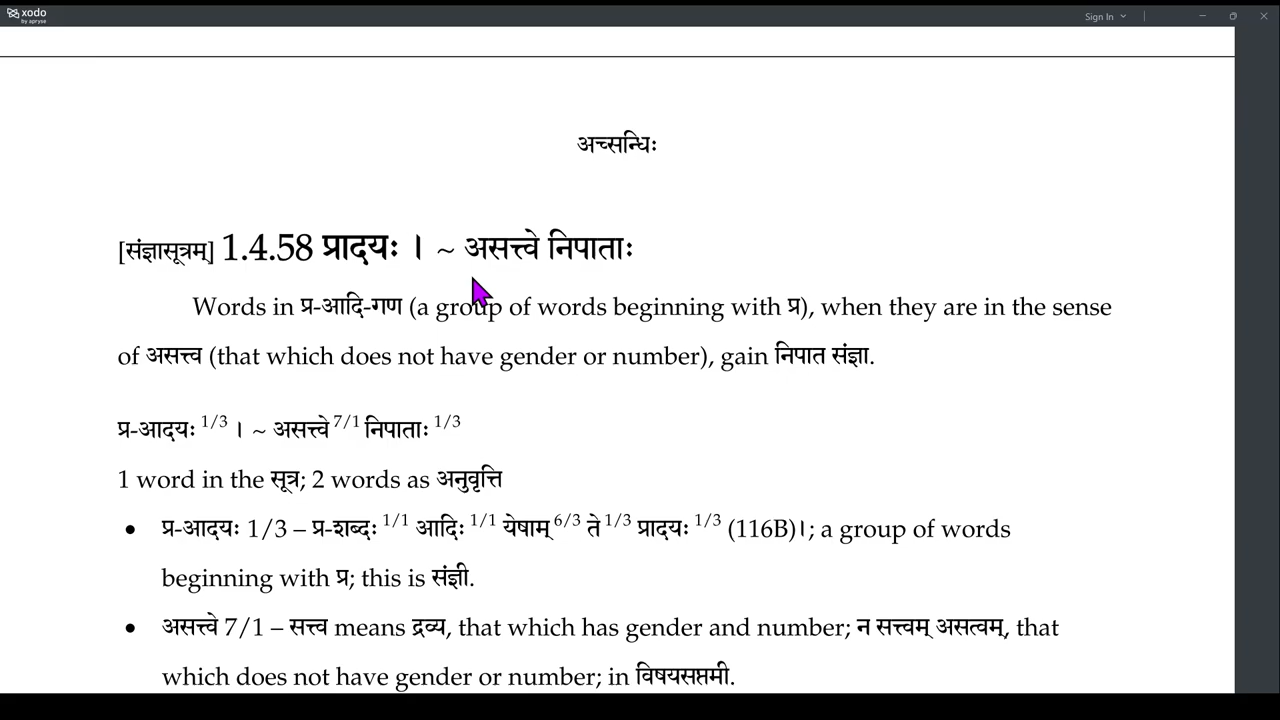 xodo
by apryse
Sign In
अच्सन्धिः
[संज्ञासूत्रम्] 1.4.58 प्रादयः । ~ असत्त्वे निपाताः
Words in प्र-आदि-गण (a group of words beginning with प्र), when they are in the sense
of असत्त्व (that which does not have gender or number), gain निपात संज्ञा.
प्र-आदयः 1/3 । ~ असत्त्वे 7/1 निपाताः 1/3
1 word in the सूत्र; 2 words as अनुवृत्ति
• प्र-आदयः 1/3 – प्र-शब्दः 1/1 आदिः 1/1 येषाम् 6/3 ते 1/3 प्रादयः 1/3 (116B)।; a group of words
beginning with प्र; this is संज्ञी.
• असत्त्वे 7/1 – सत्त्व means द्रव्य, that which has gender and number; न सत्त्वम् असत्वम्, that
which does not have gender or number; in विषयसप्तमी.